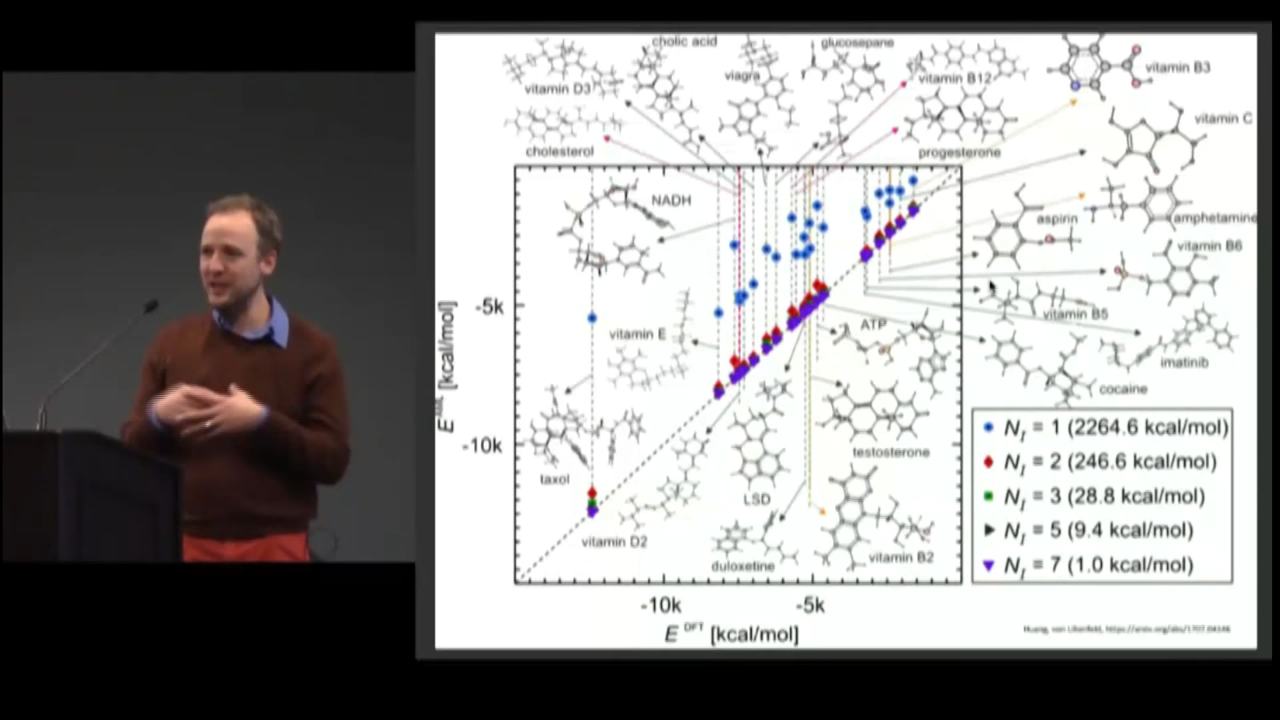 cholic acid
glucosepane
vitamin D3
viagra
vitamin B12
vitamin B3
cholesterol
progesterone
vitamin C
NADH
aspirin
amphetamine
vitamin B6
-5k
vitamin E
ATP
vitamin B5
imatinib
cocaine
E [kcal/mol]
-10k
taxol
testosterone
LSD
vitamin D2
duloxetine
vitamin B2
N_I = 1 (2264.6 kcal/mol)
N_I = 2 (246.6 kcal/mol)
N_I = 3 (28.8 kcal/mol)
N_I = 5 (9.4 kcal/mol)
N_I = 7 (1.0 kcal/mol)
-10k
-5k
E DFT [kcal/mol]